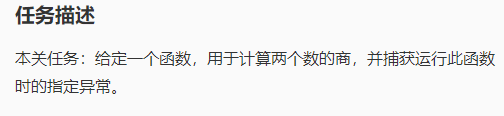 任务描述
本关任务：给定一个函数，用于计算两个数的商，并捕获运行此函数
时的指定异常。